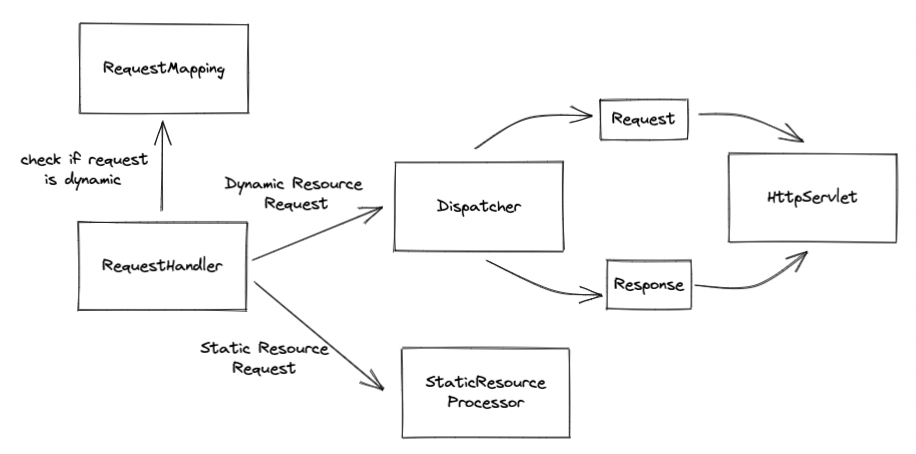 RequestMapping
check if request
is dynamic
RequestHandler
Dynamic Resource
Request
Static Resource
Request
Dispatcher
Request
Response
HttpServlet
StaticResource
Processor